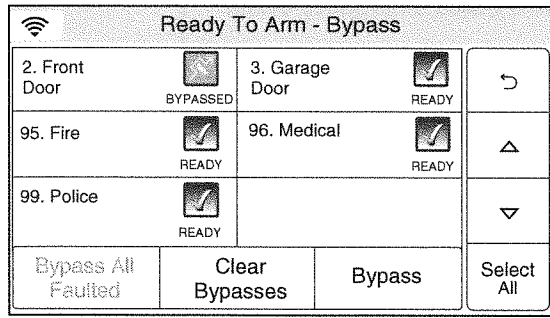 Ready To Arm - Bypass
2. Front
Door
BYPASSED
3. Garage
Door
READY
95. Fire
READY
96. Medical
READY
99. Police
READY
Bypass All
Faulted
Clear
Bypasses
Bypass
Select
All